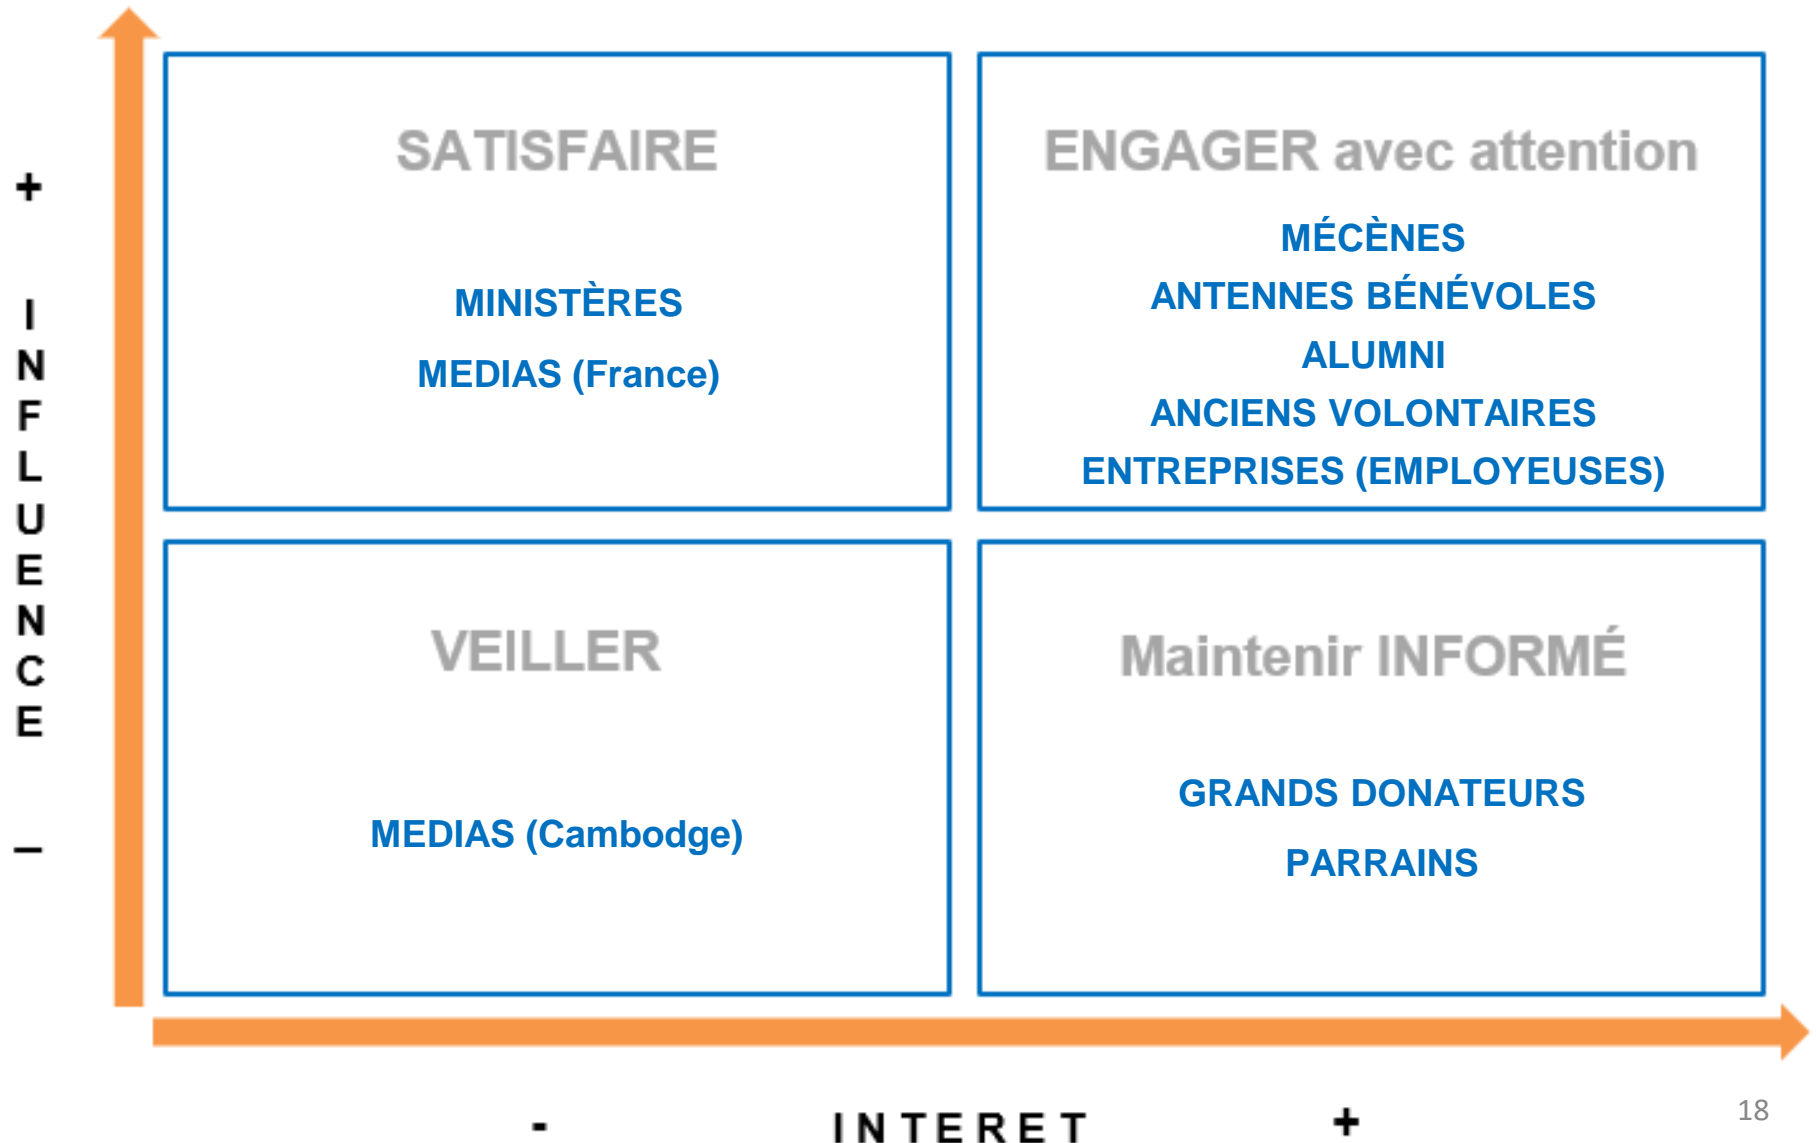 SATISFAIRE
MINISTÈRES
MEDIAS (France)
ENGAGER avec attention
MÉCÈNES
ANTENNES BÉNÉVOLES
ALUMNI
ANCIENS VOLONTAIRES
ENTREPRISES (EMPLOYEUSES)
+
INFLUENCE
–
VEILLER
MEDIAS (Cambodge)
Maintenir INFORMÉ
GRANDS DONATEURS
PARRAINS
- INTERET +
18